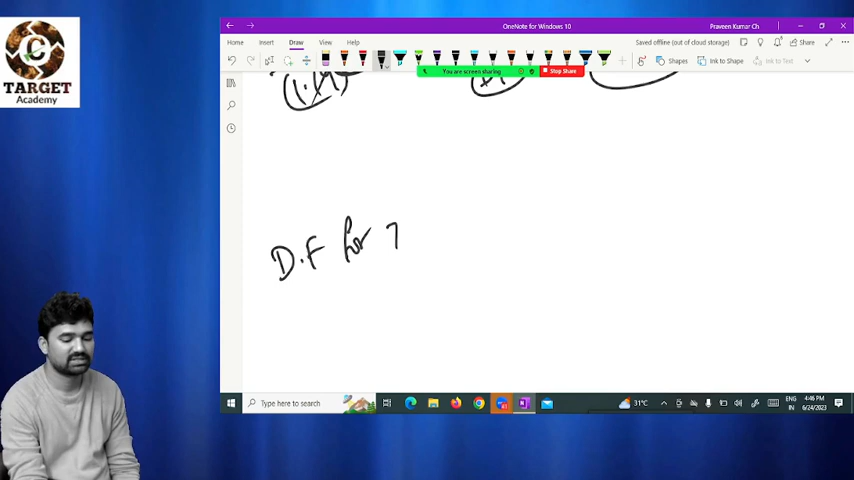 TARGET
Academy
OneNote for Windows 10
Praveen Kumar Ch
Home Insert Draw View Help
Saved offline (out of cloud storage)
Share
Shapes
Ink to Shape
Ink to Text
You are screen sharing
Stop Share
D.F for 7
Type here to search
31°C
ENG
IN
4:46 PM
6/24/2023